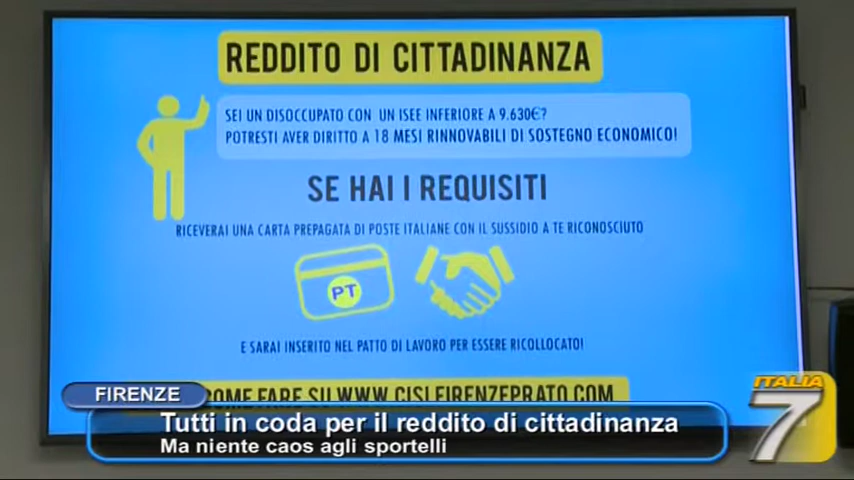 REDDITO DI CITTADINANZA
SEI UN DISOCCUPATO CON UN ISEE INFERIORE A 9.630€?
POTRESTI AVER DIRITTO A 18 MESI RINNOVABILI DI SOSTEGNO ECONOMICO!
SE HAI I REQUISITI
RICEVERAI UNA CARTA PREPAGATA DI POSTE ITALIANE CON IL SUSSIDIO A TE RICONOSCIUTO
PT
E SARAI INSERITO NEL PATTO DI LAVORO PER ESSERE RICOLLOCATO!
COME FARE SU WWW.CISLFIRENZEPRATO.COM
FIRENZE
Tutti in coda per il reddito di cittadinanza
Ma niente caos agli sportelli
ITALIA
7